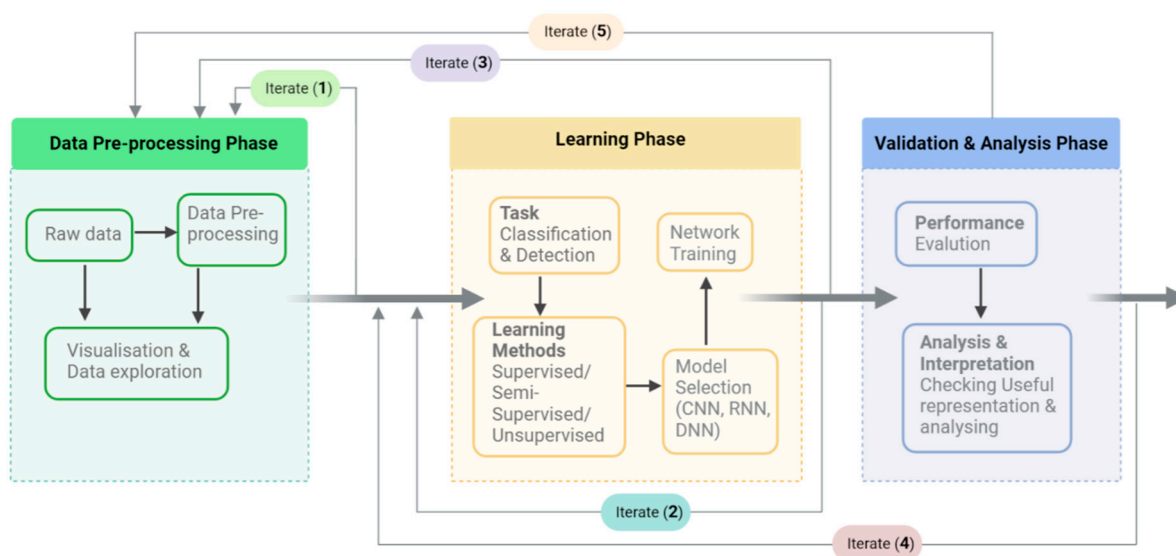 Iterate (5)
Iterate (3)
Iterate (1)
Data Pre-processing Phase
Raw data
Data Pre-
processing
Visualisation &
Data exploration
Learning Phase
Task
Classification
& Detection
Learning
Methods
Supervised/
Semi-
Supervised/
Unsupervised
Model
Selection
(CNN, RNN,
DNN)
Network
Training
Validation & Analysis Phase
Performance
Evalution
Analysis &
Interpretation
Checking Useful
representation &
analysing
Iterate (2)
Iterate (4)